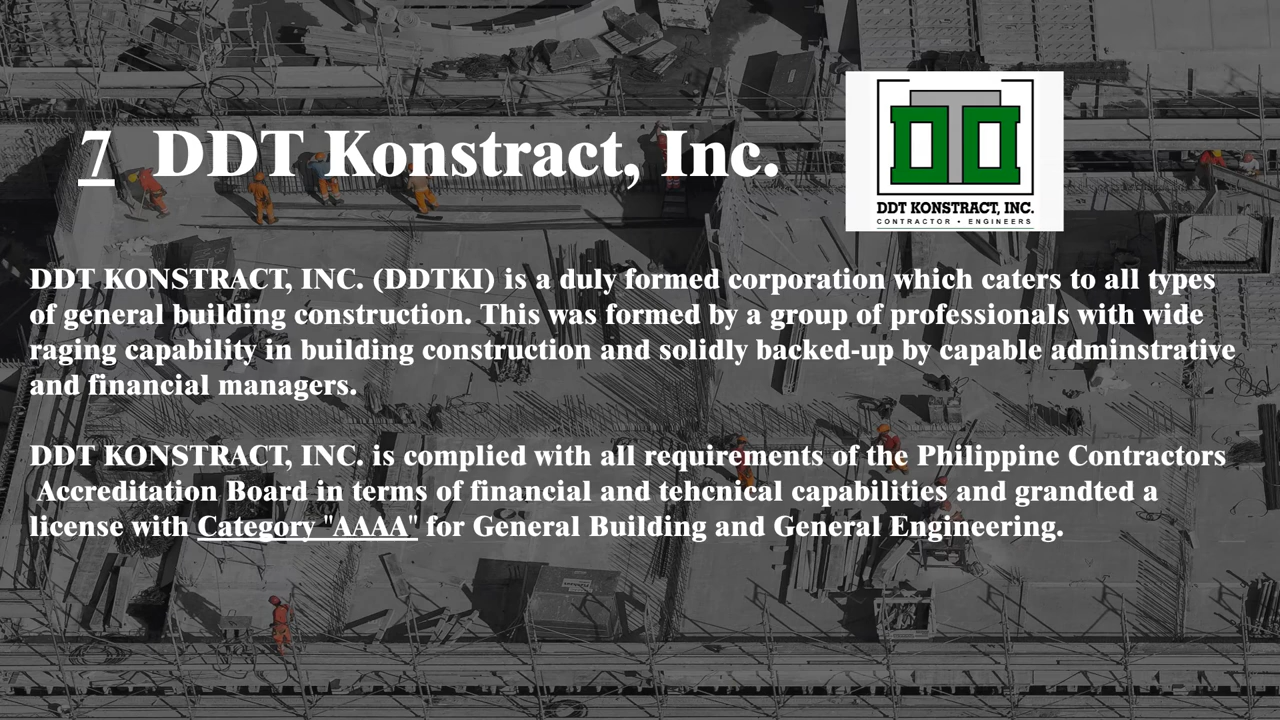 7 DDT Konstract, Inc.
DDT KONSTRACT, INC.
CONTRACTOR • ENGINEERS
DDT KONSTRACT, INC. (DDTKI) is a duly formed corporation which caters to all types
of general building construction. This was formed by a group of professionals with wide
raging capability in building construction and solidly backed-up by capable adminstrative
and financial managers.
DDT KONSTRACT, INC. is complied with all requirements of the Philippine Contractors
Accreditation Board in terms of financial and tehcnical capabilities and grandted a
license with Category "AAAA" for General Building and General Engineering.